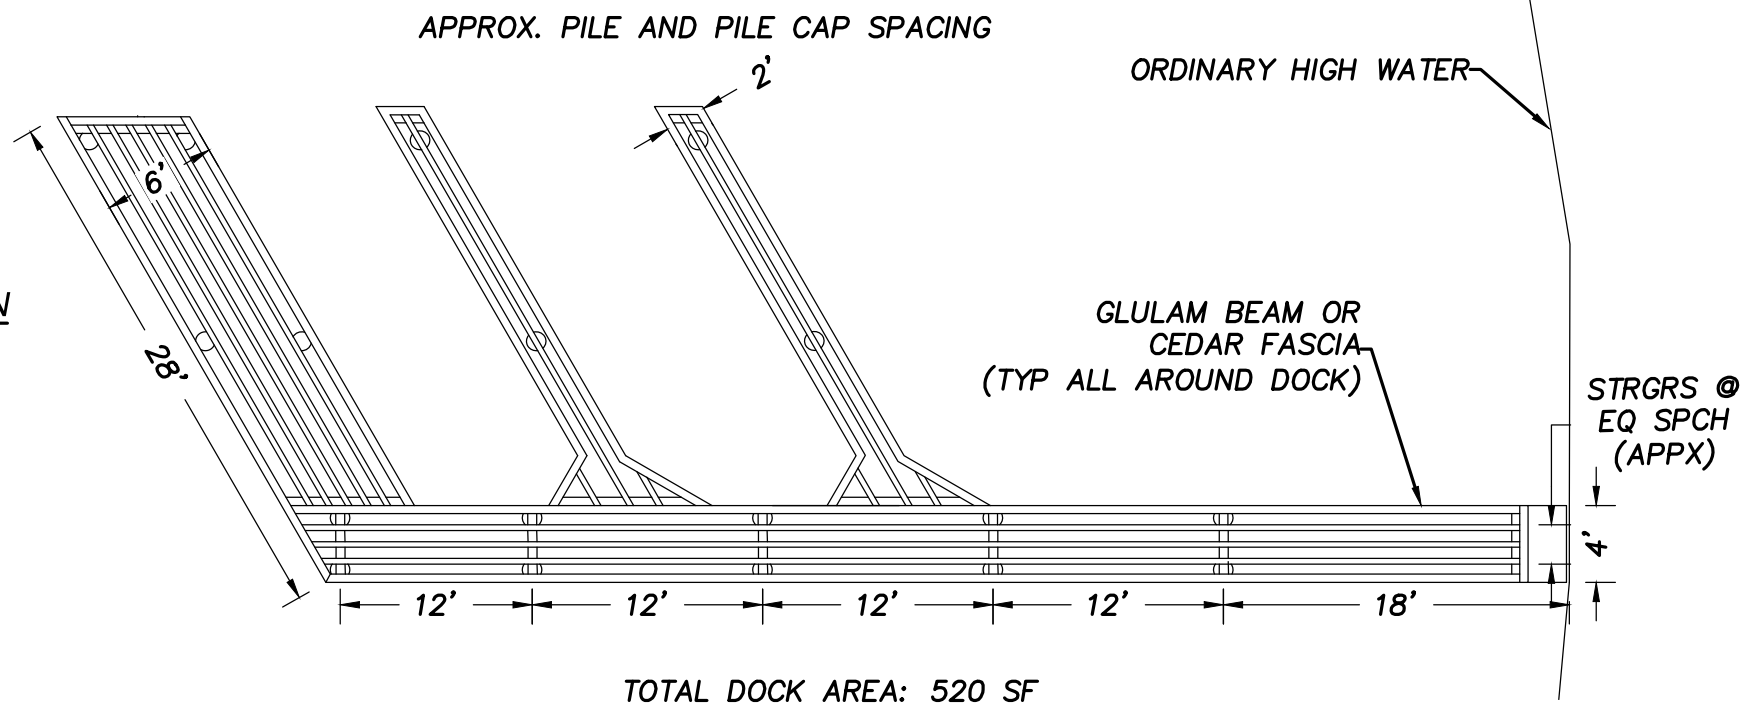 APPROX. PILE AND PILE CAP SPACING
2'
ORDINARY HIGH WATER
6'
N
28'
GLULAM BEAM OR
CEDAR FASCIA
(TYP ALL AROUND DOCK)
STRGRS @
EQ SPCH
(APPX)
4'
12'
12'
12'
12'
18'
TOTAL DOCK AREA: 520 SF